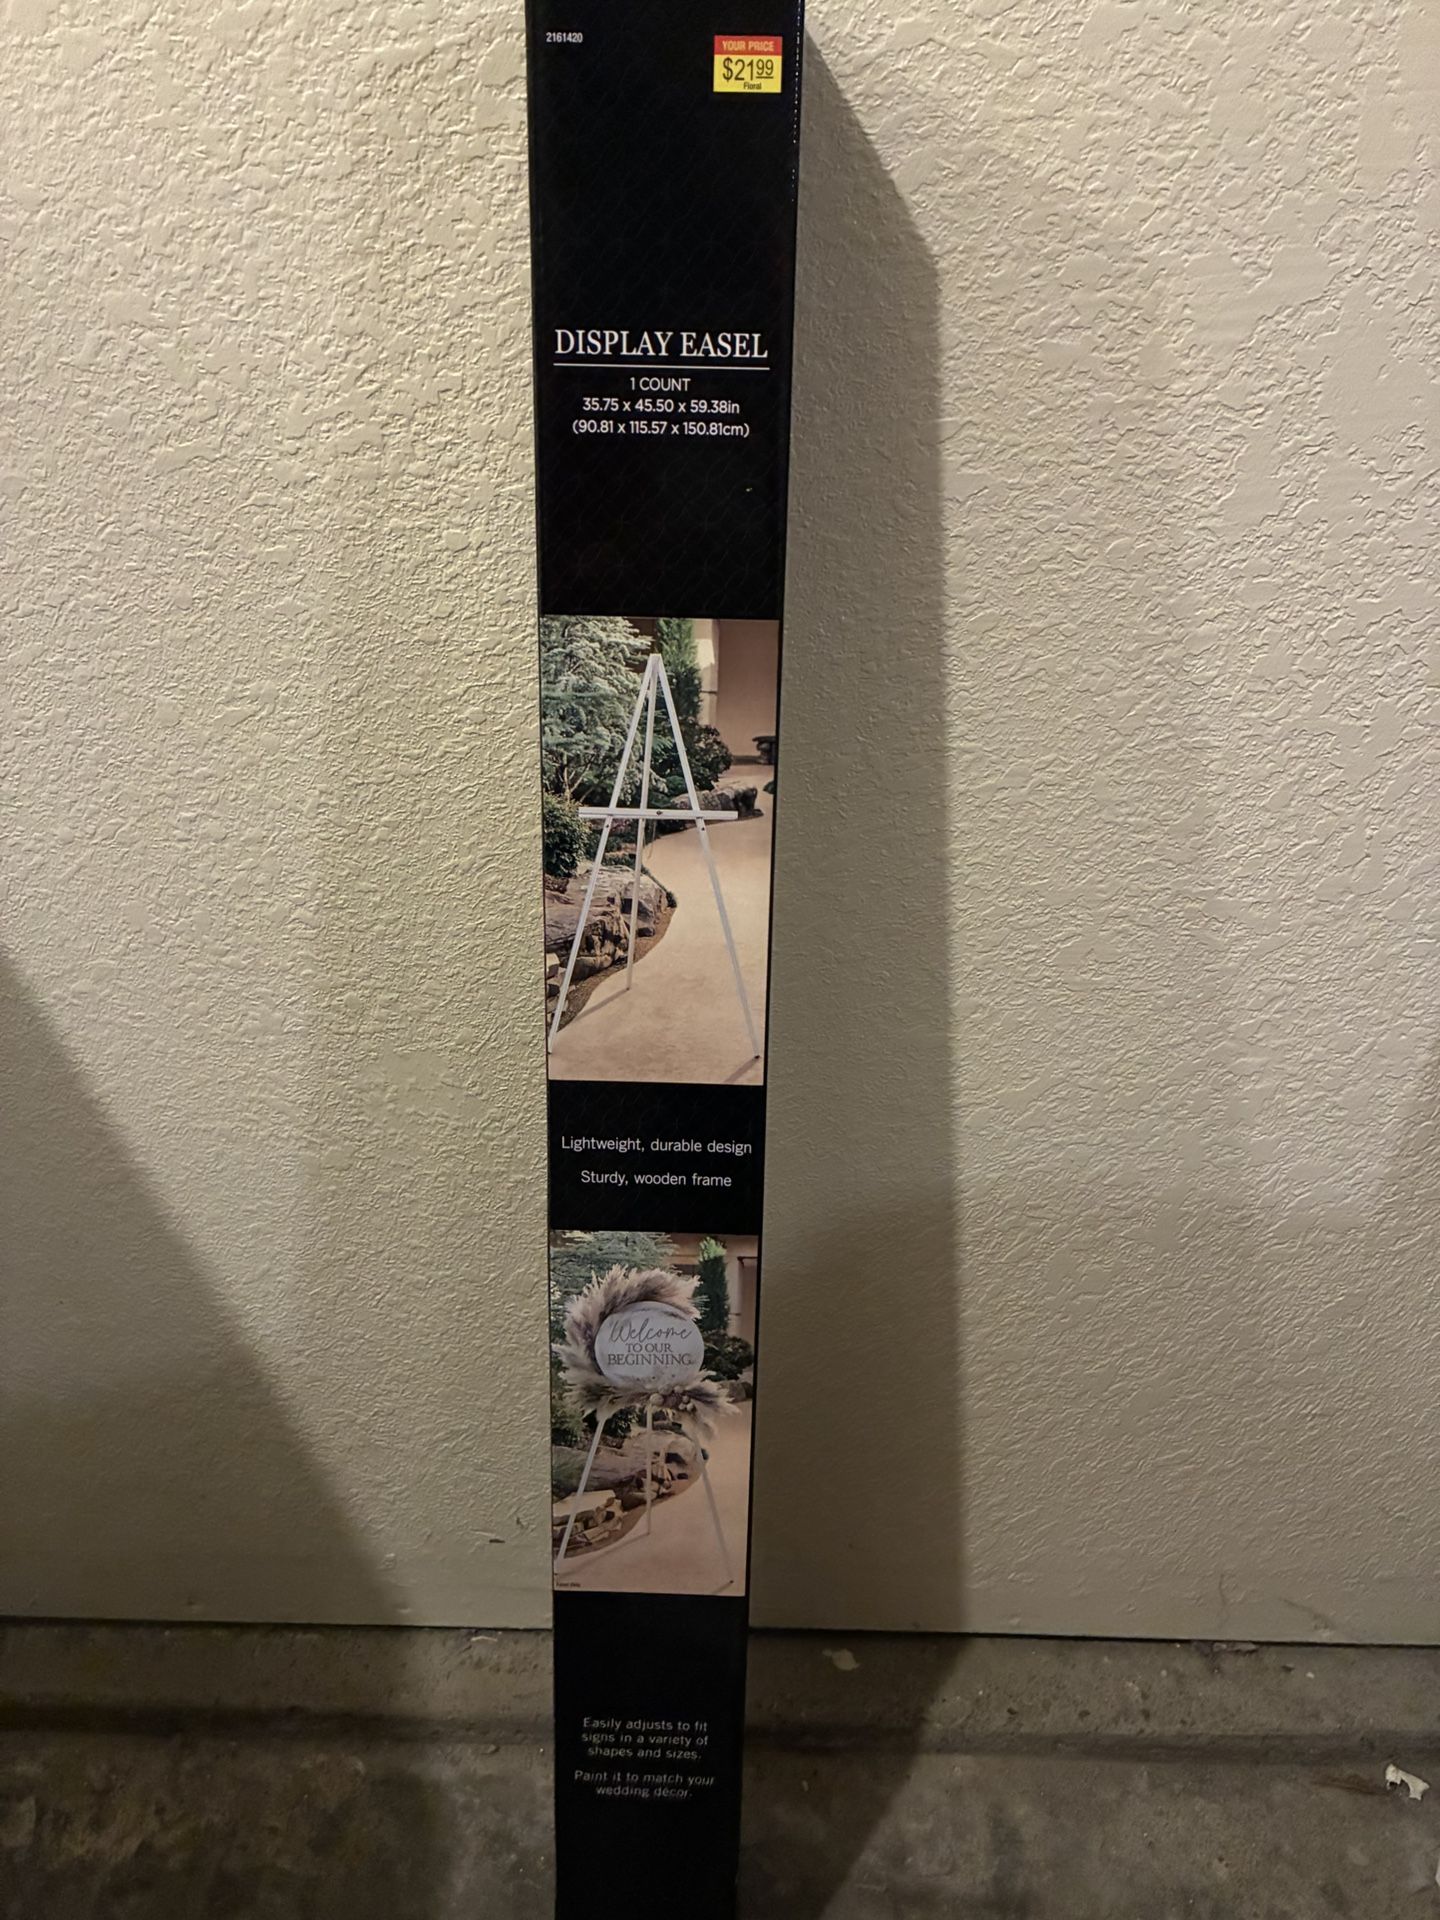 2161420
YOUR PRICE
$21.99
Floral
DISPLAY EASEL
1 COUNT
35.75 x 45.50 x 59.38in
(90.81 x 115.57 x 150.81cm)
Lightweight, durable design
Sturdy, wooden frame
Welcome
TO OUR
BEGINNING
Easily adjusts to fit
signs in a variety of
shapes and sizes.
Paint it to match your
wedding décor.